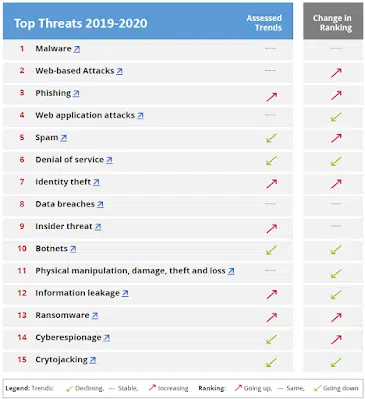 Top Threats 2019-2020
Assessed Trends
Change in Ranking
1 Malware
2 Web-based Attacks
3 Phishing
4 Web application attacks
5 Spam
6 Denial of service
7 Identity theft
8 Data breaches
9 Insider threat
10 Botnets
11 Physical manipulation, damage, theft and loss
12 Information leakage
13 Ransomware
14 Cyberespionage
15 Crytojacking
Legend: Trends: Declining, Stable, Increasing Ranking: Going up, Same, Going down